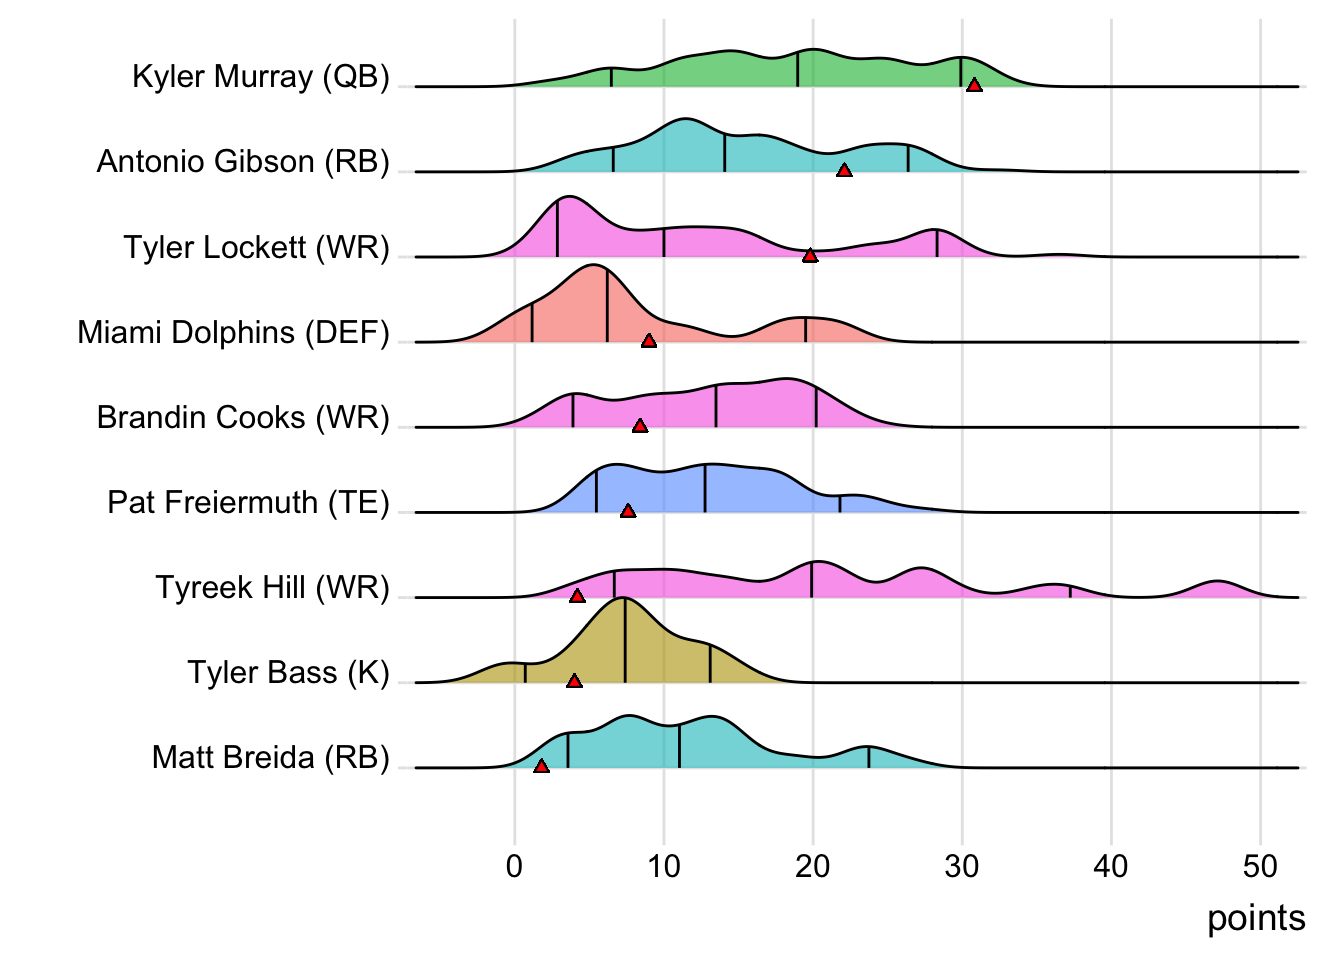 Kyler Murray (QB)
Antonio Gibson (RB)
Tyler Lockett (WR)
Miami Dolphins (DEF)
Brandin Cooks (WR)
Pat Freiermuth (TE)
Tyreek Hill (WR)
Tyler Bass (K)
Matt Breida (RB)
0 10 20 30 40 50
points